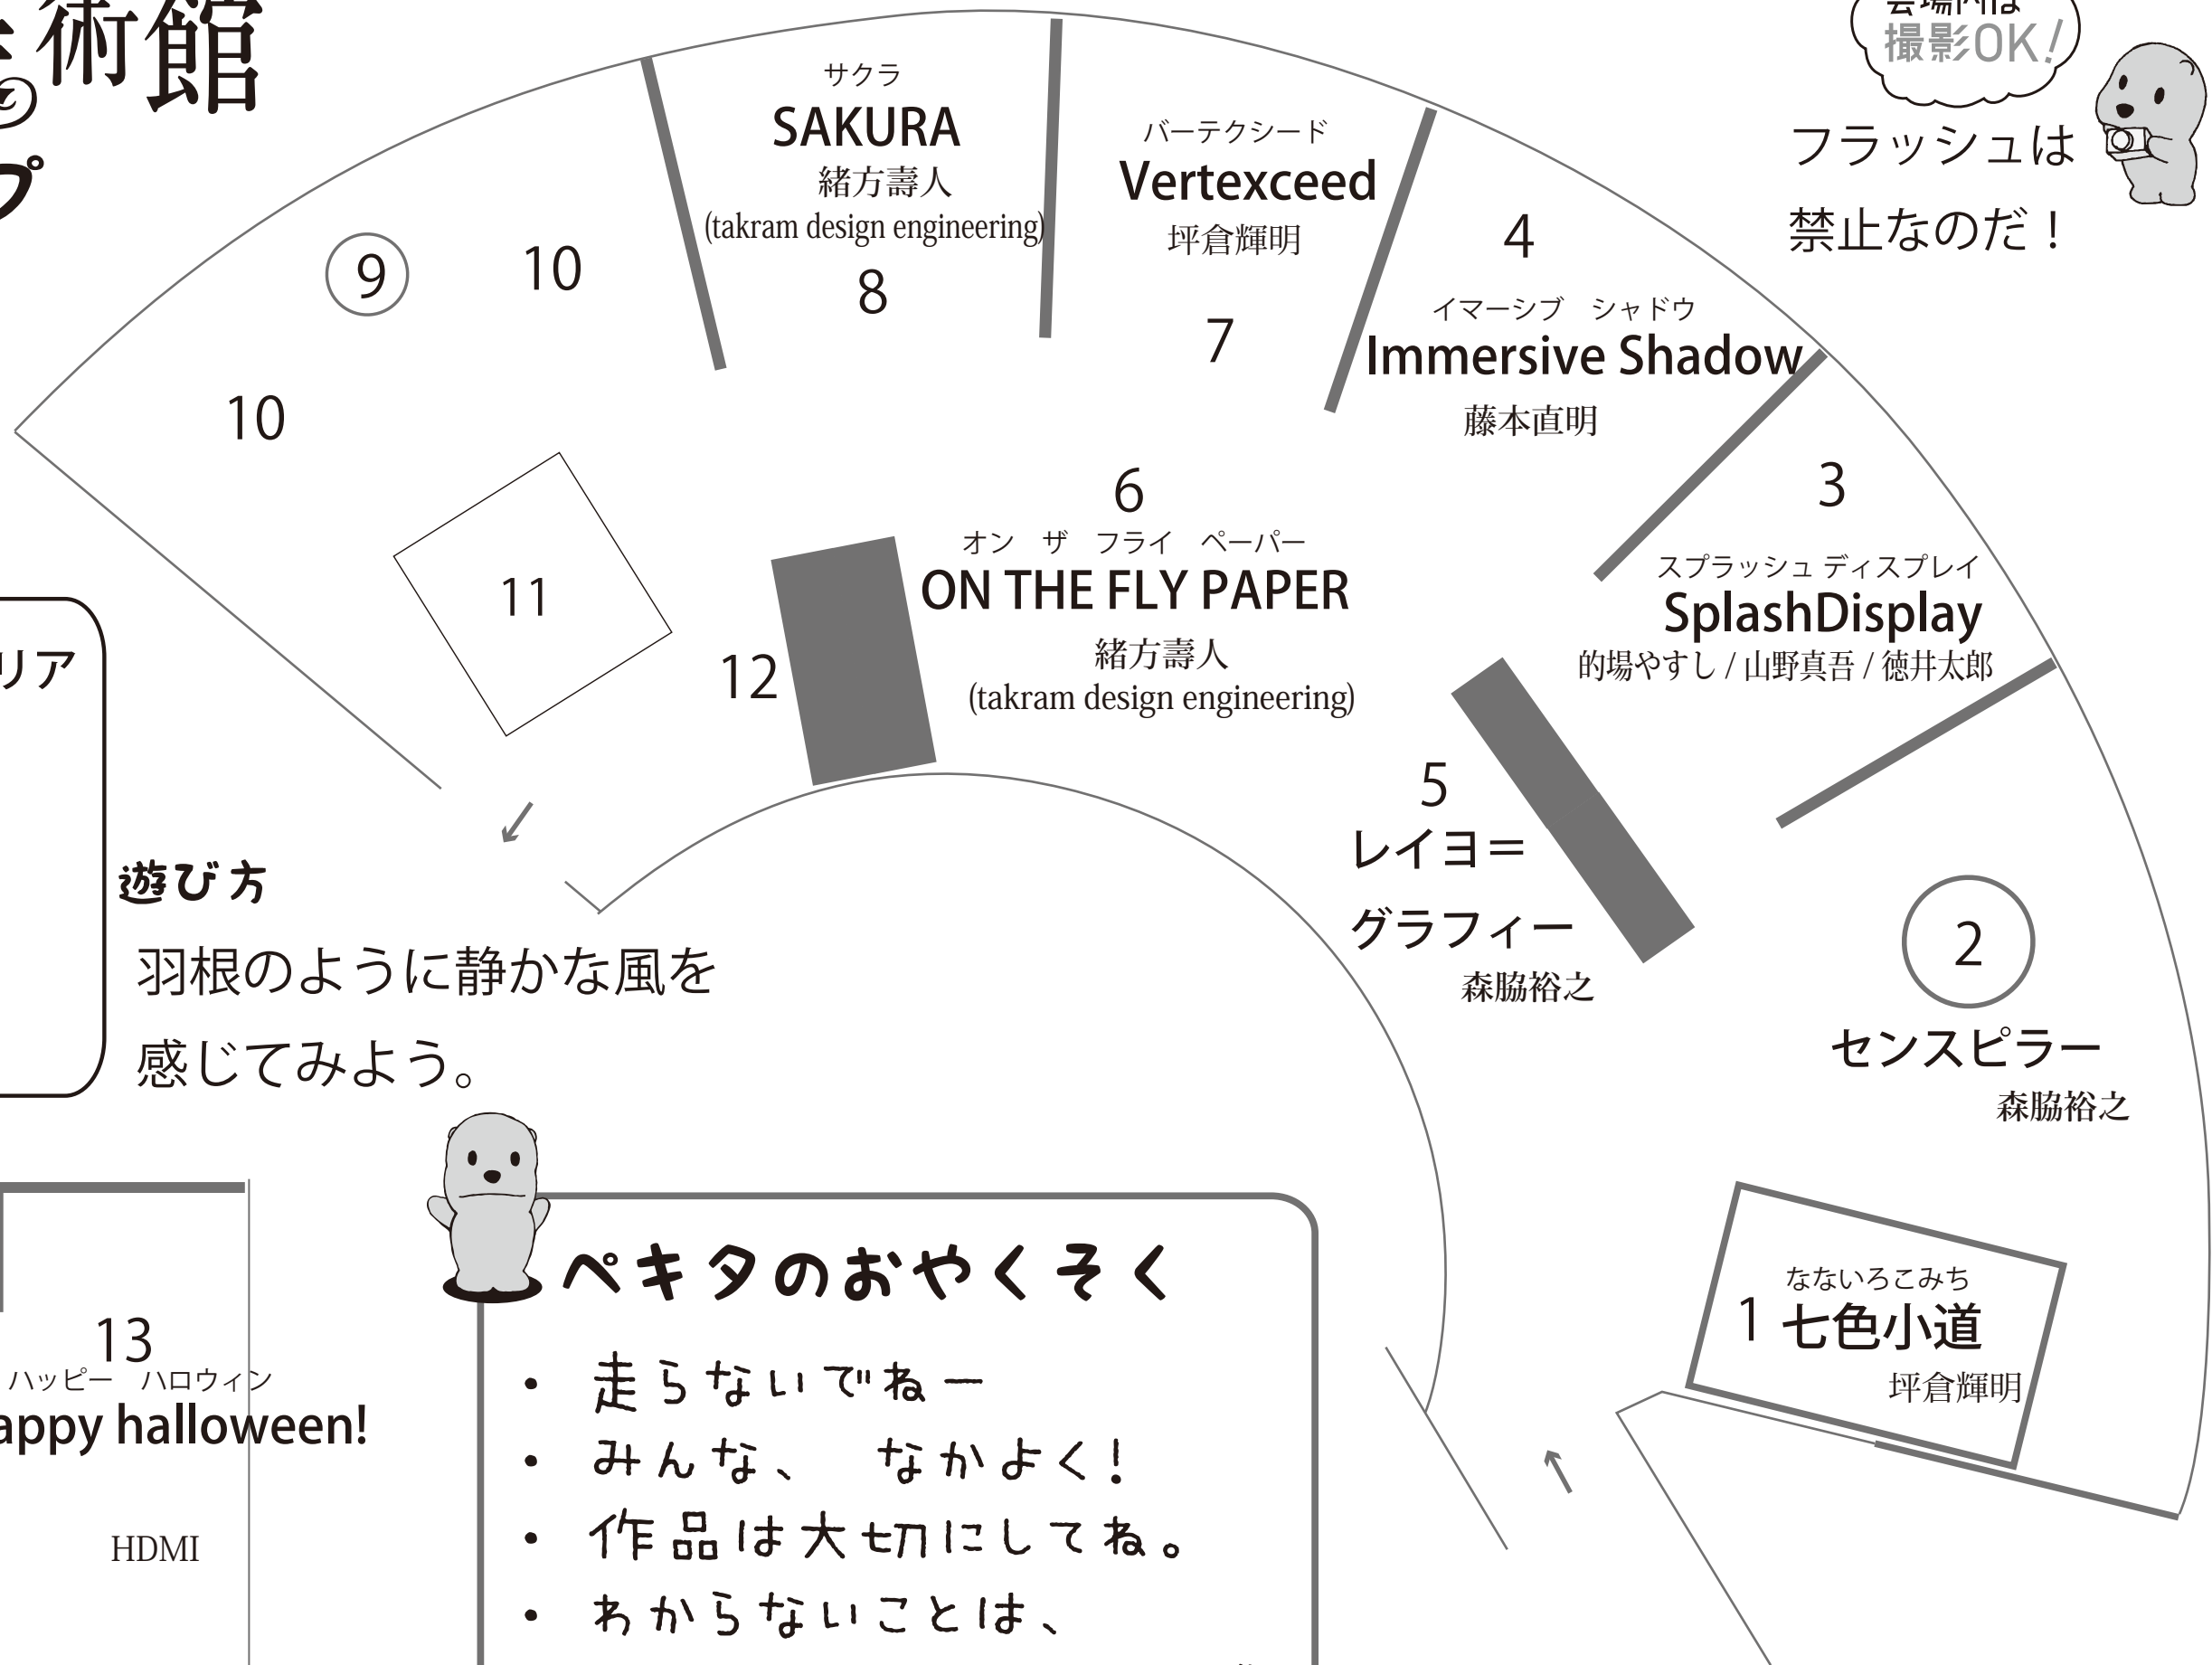 術館
プ
会場内は
撮影OK!
フラッシュは
禁止なのだ！
サクラ
SAKURA
緒方壽人
(takram design engineering)
8
バーテクシード
Vertexceed
坪倉輝明
7
4
イマーシブ　シャドウ
Immersive Shadow
藤本直明
9
10
10
3
スプラッシュ ディスプレイ
SplashDisplay
的場やすし / 山野真吾 / 徳井太郎
6
オン　ザ　フライ　ペーパー
ON THE FLY PAPER
緒方壽人
(takram design engineering)
11
12
リア
5
レイヨ＝
グラフィー
森脇裕之
2
センスピラー
森脇裕之
遊び方
羽根のように静かな風を
感じてみよう。
なないろこみち
1 七色小道
坪倉輝明
ペキタのおやくそく
・ 走らないでねー
・ みんな、　なかよく！
・ 作品は大切にしてね。
・ わからないことは、
13
ハッピー　ハロウィン
appy halloween!
HDMI